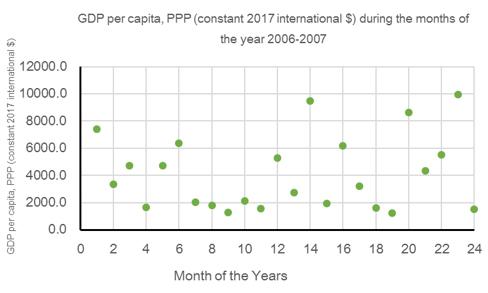 GDP per capita, PPP (constant 2017 international $) during the months of
the year 2006-2007
GDP per capita, PPP (constant 2017 international $)
12000.0
10000.0
8000.0
6000.0
4000.0
2000.0
0.0
0 2 4 6 8 10 12 14 16 18 20 22 24
Month of the Years